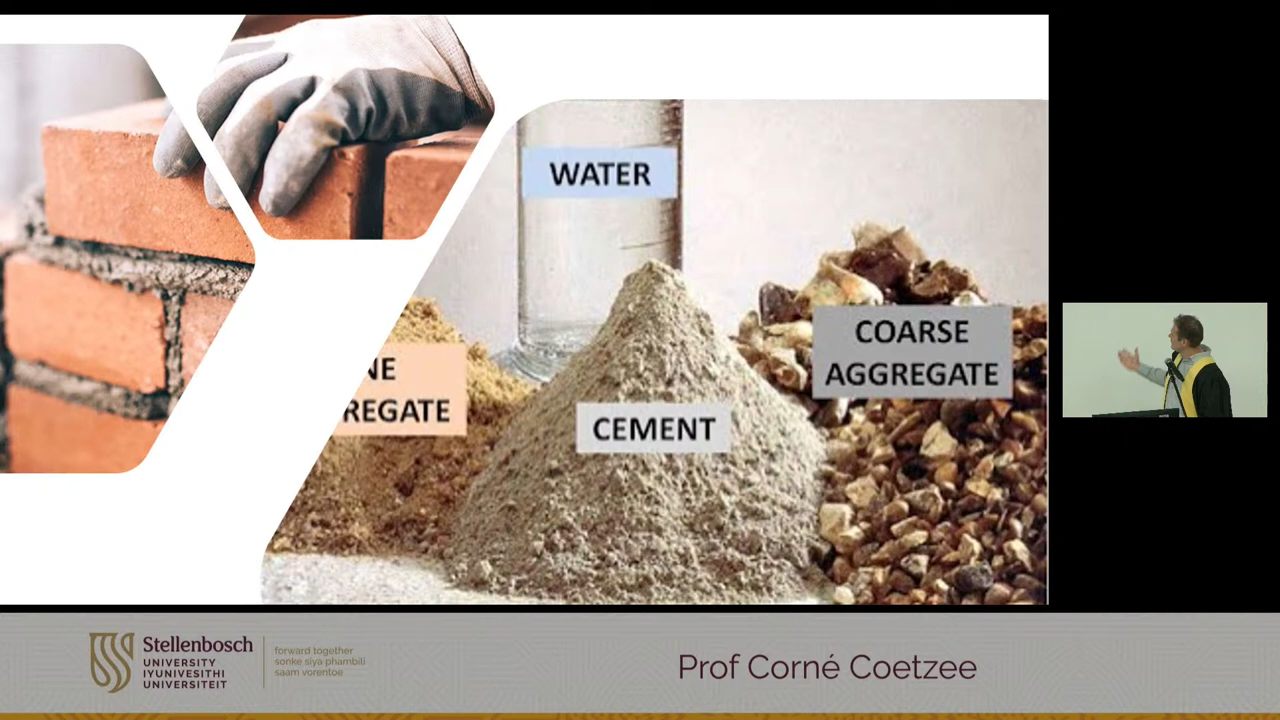 WATER
COARSE
AGGREGATE
NE
REGATE
CEMENT
Stellenbosch
UNIVERSITY
IYUNIVESITHI
UNIVERSITEIT
forward together
sonke siya phambili
saam vorentoe
Prof Corné Coetzee